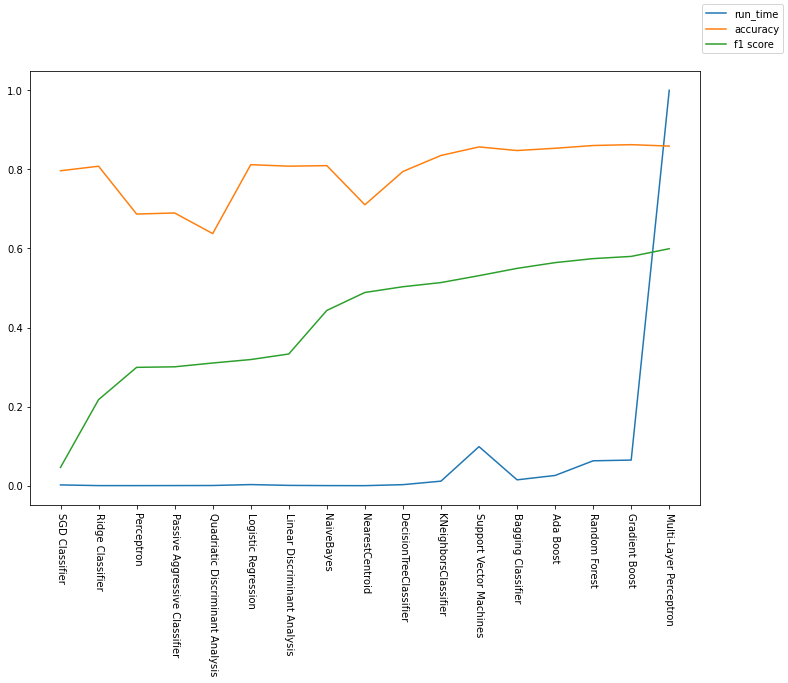 run_time
accuracy
f1 score
1.0
0.8
0.6
0.4
0.2
0.0
SGD Classifier
Ridge Classifier
Perceptron
Passive Aggressive Classifier
Quadriatic Discriminant Analysis
Logistic Regression
Linear Discriminant Analysis
NaiveBayes
NearestCentroid
DecisionTreeClassifier
KNeighborsClassifier
Support Vector Machines
Bagging Classifier
Ada Boost
Random Forest
Gradient Boost
Multi-Layer Perceptron